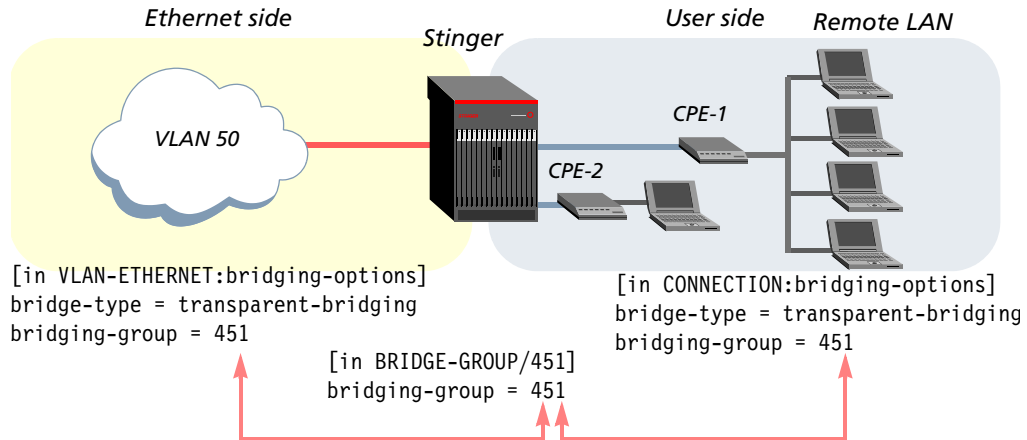 Ethernet side
User side
Remote LAN
Stinger
VLAN 50
CPE-1
CPE-2
[in VLAN-ETHERNET:bridging-options]
bridge-type = transparent-bridging
bridging-group = 451
[in CONNECTION:bridging-options]
bridge-type = transparent-bridging
bridging-group = 451
[in BRIDGE-GROUP/451]
bridging-group = 451